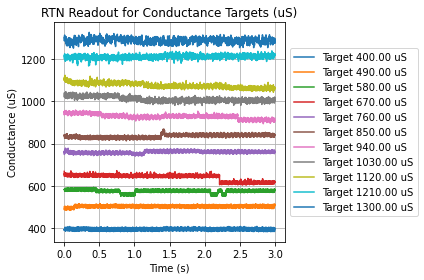 RTN Readout for Conductance Targets (uS)
Conductance (uS)
1200
1000
800
600
400
0.0 0.5 1.0 1.5 2.0 2.5 3.0
Time (s)
Target 400.00 uS
Target 490.00 uS
Target 580.00 uS
Target 670.00 uS
Target 760.00 uS
Target 850.00 uS
Target 940.00 uS
Target 1030.00 uS
Target 1120.00 uS
Target 1210.00 uS
Target 1300.00 uS